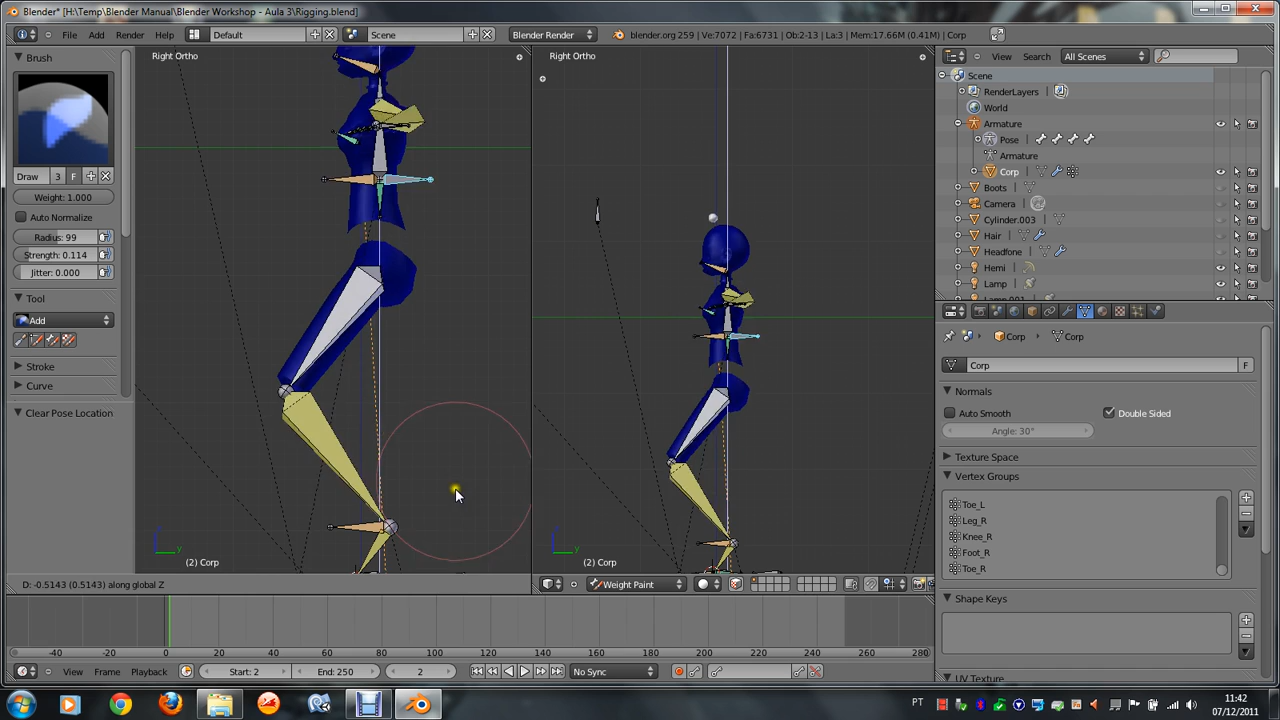 Blender* [H:\Temp\Blender Manual\Blender Workshop - Aula 3\Rigging.blend]
File Add Render Help Default Scene Blender Render blender.org 259 | Ve:7072 | Fa:6731 | Ob:2-13 | La:3 | Mem:17.66M (0.41M) | Corp
Brush
Draw 3 F
Weight: 1.000
Auto Normalize
Radius: 99
Strength: 0.114
Jitter: 0.000
Tool
Add
Stroke
Curve
Clear Pose Location
Right Ortho
y
(2) Corp
D: -0.5143 (0.5143) along global Z
Right Ortho
y
(2) Corp
Weight Paint
View Search All Scenes
Scene
RenderLayers
World
Armature
Pose
Armature
Corp
Boots
Camera
Cylinder.003
Hair
Headfone
Hemi
Lamp
Lamp.001
Corp Corp
Corp F
Normals
Auto Smooth Double Sided
Angle: 30°
Texture Space
Vertex Groups
Toe_L
Leg_R
Knee_R
Foot_R
Toe_R
Shape Keys
UV Texture
-40 -20 0 20 40 60 80 100 120 140 160 180 200 220 240 260 280
View Frame Playback Start: 2 End: 250 2 No Sync
PT 11:42
07/12/2011